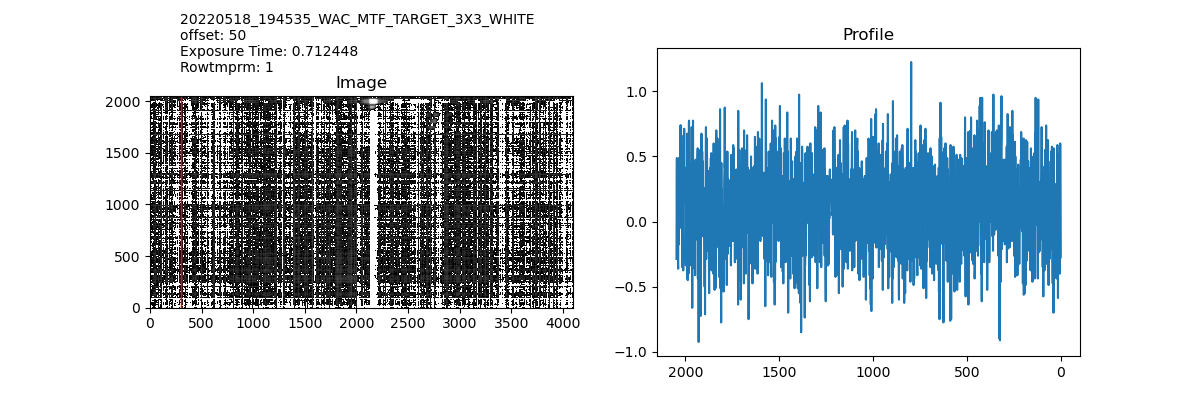 20220518_194535_WAC_MTF_TARGET_3X3_WHITE
offset: 50
Exposure Time: 0.712448
Rowtmprm: 1
Image
2000
1500
1000
500
0
0 500 1000 1500 2000 2500 3000 3500 4000
Profile
1.0
0.5
0.0
−0.5
−1.0
2000 1500 1000 500 0